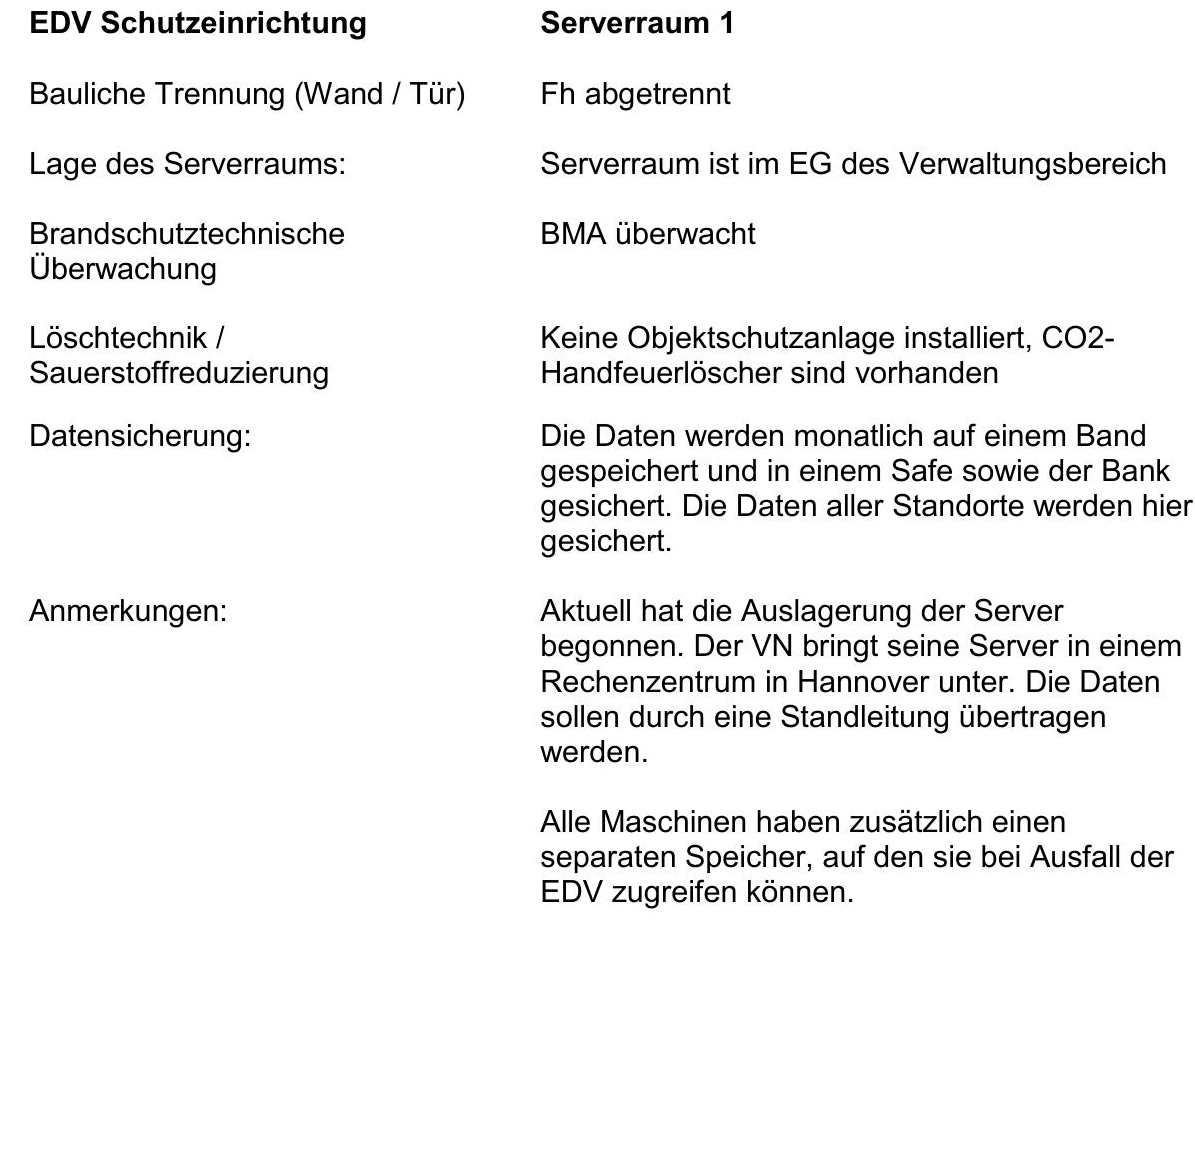 EDV Schutzeinrichtung Serverraum 1
Bauliche Trennung (Wand / Tür) Fh abgetrennt
Lage des Serverraums: Serverraum ist im EG des Verwaltungsbereich
Brandschutztechnische BMA überwacht
Überwachung
Löschtechnik / Keine Objektschutzanlage installiert, CO2-
Sauerstoffreduzierung Handfeuerlöscher sind vorhanden
Datensicherung: Die Daten werden monatlich auf einem Band
gespeichert und in einem Safe sowie der Bank
gesichert. Die Daten aller Standorte werden hier
gesichert.
Anmerkungen: Aktuell hat die Auslagerung der Server
begonnen. Der VN bringt seine Server in einem
Rechenzentrum in Hannover unter. Die Daten
sollen durch eine Standleitung übertragen
werden.
Alle Maschinen haben zusätzlich einen
separaten Speicher, auf den sie bei Ausfall der
EDV zugreifen können.